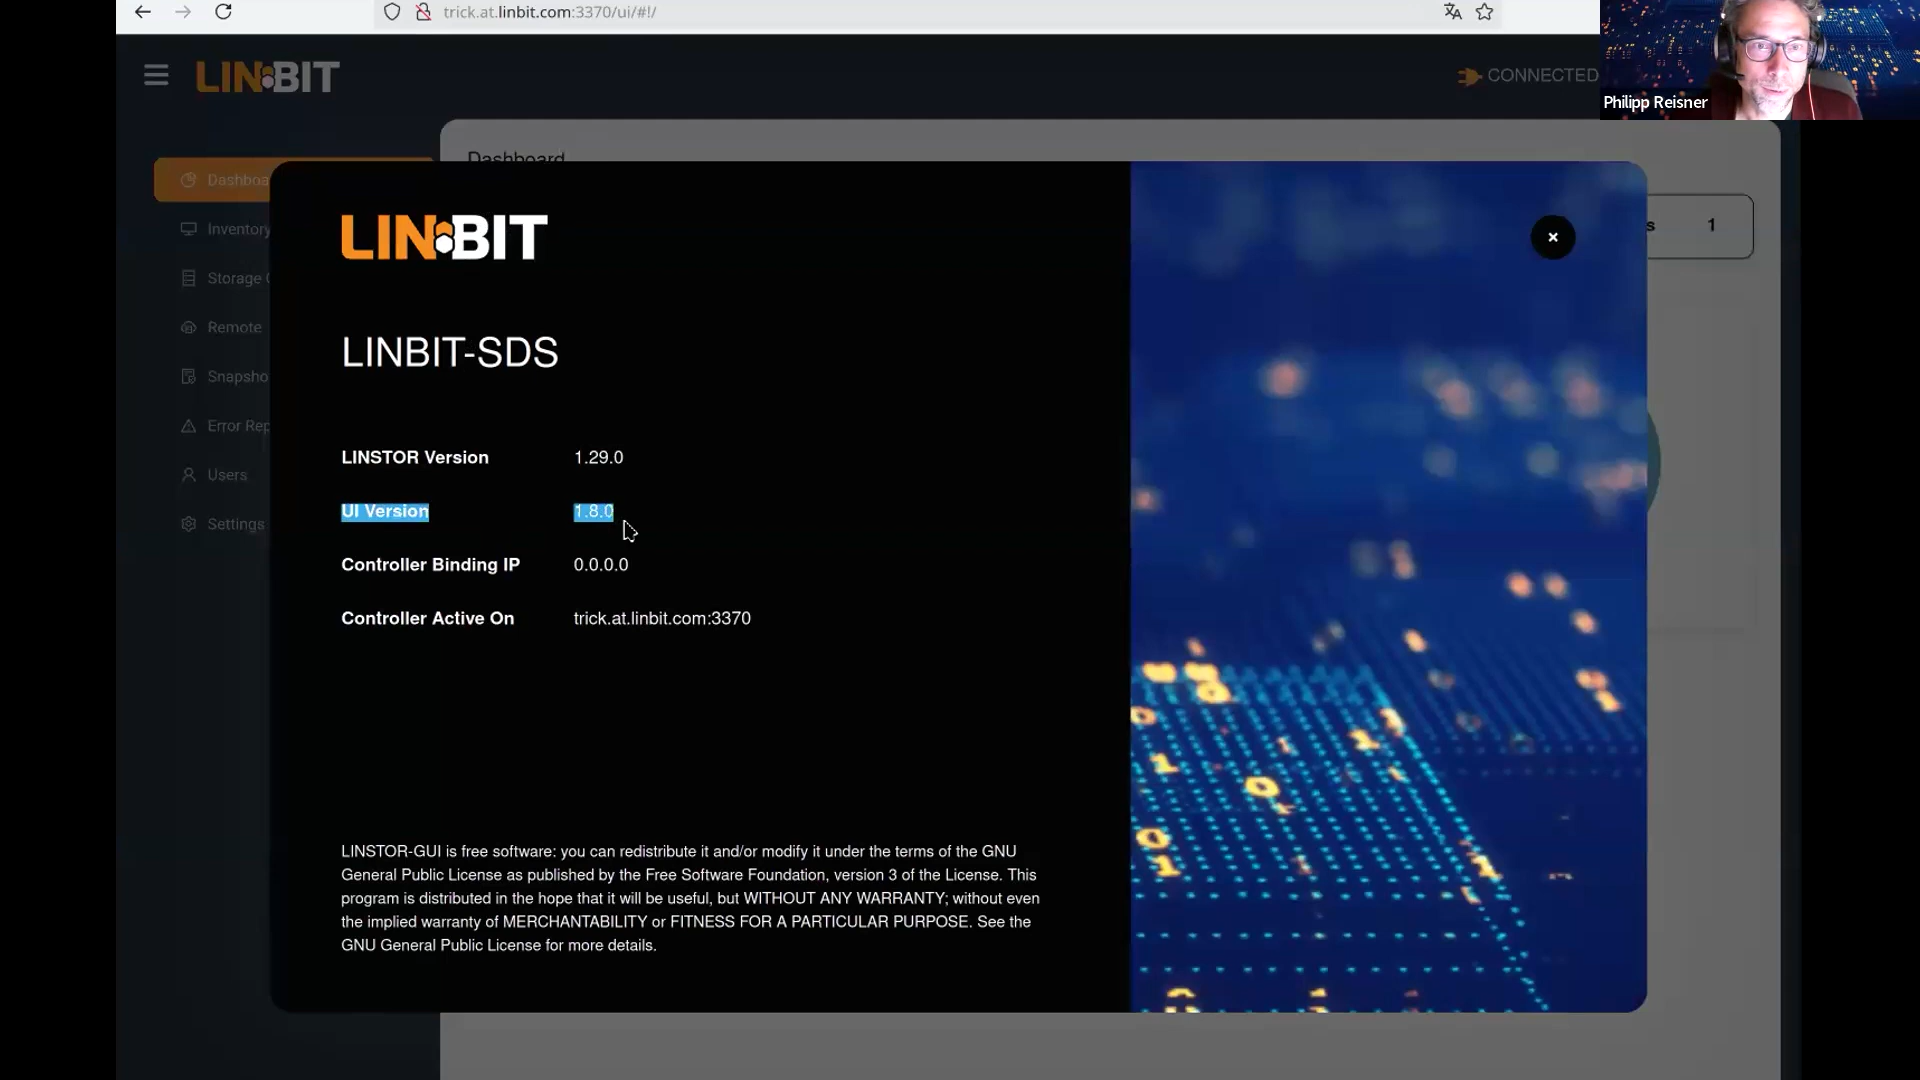 trick.at.linbit.com:3370/ui/#!/
LINBIT
CONNECTED
Philipp Reisner
Dashboard
Dashboa
Inventory
Storage
Remote
Snapsho
Error Rep
Users
Settings
s 1
LINBIT
×
LINBIT-SDS
LINSTOR Version 1.29.0
UI Version 1.8.0
Controller Binding IP 0.0.0.0
Controller Active On trick.at.linbit.com:3370
LINSTOR-GUI is free software: you can redistribute it and/or modify it under the terms of the GNU
General Public License as published by the Free Software Foundation, version 3 of the License. This
program is distributed in the hope that it will be useful, but WITHOUT ANY WARRANTY; without even
the implied warranty of MERCHANTABILITY or FITNESS FOR A PARTICULAR PURPOSE. See the
GNU General Public License for more details.